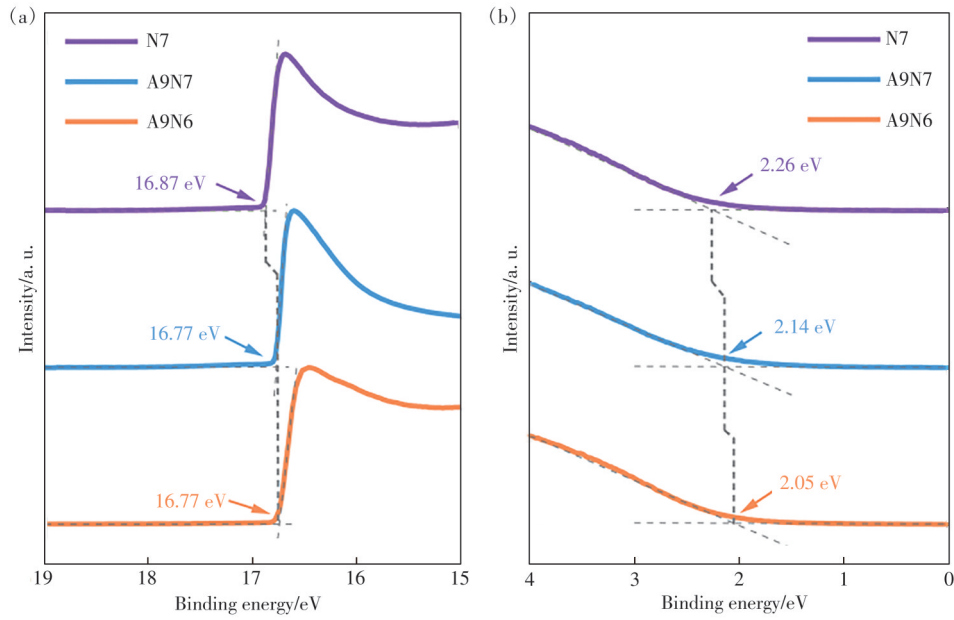 (a)
N7
A9N7
A9N6
16.87 eV
16.77 eV
16.77 eV
Intensity/a. u.
19 18 17 16 15
Binding energy/eV
(b)
N7
A9N7
A9N6
2.26 eV
2.14 eV
2.05 eV
Intensity/a. u.
4 3 2 1 0
Binding energy/eV